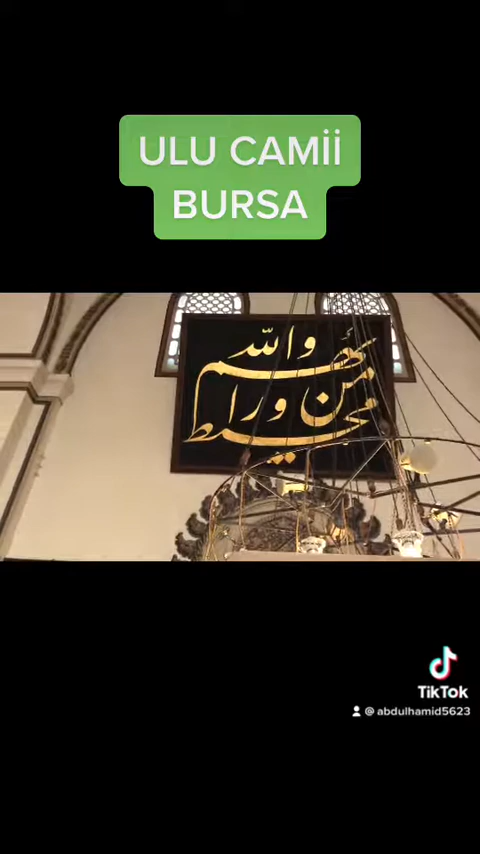 ULU CAMİİ
BURSA
والله
من ورائهم
محيط
TikTok
@ abdulhamid5623